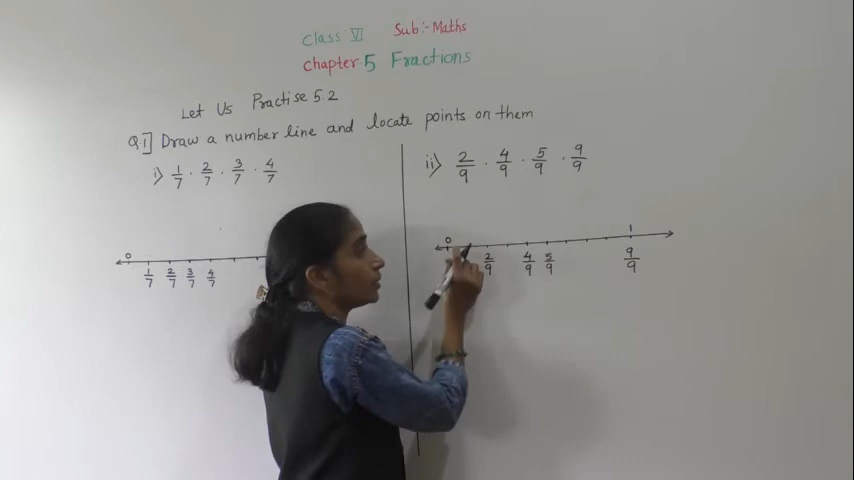 Class VI Sub:- Maths
Chapter 5 Fractions
Let Us Practise 5.2
Q.1] Draw a number line and locate points on them
i) 1/7 . 2/7 . 3/7 . 4/7
0
1/7 2/7 3/7 4/7
ii) 2/9 . 4/9 . 5/9 . 9/9
0 1
2/9 4/9 5/9 9/9